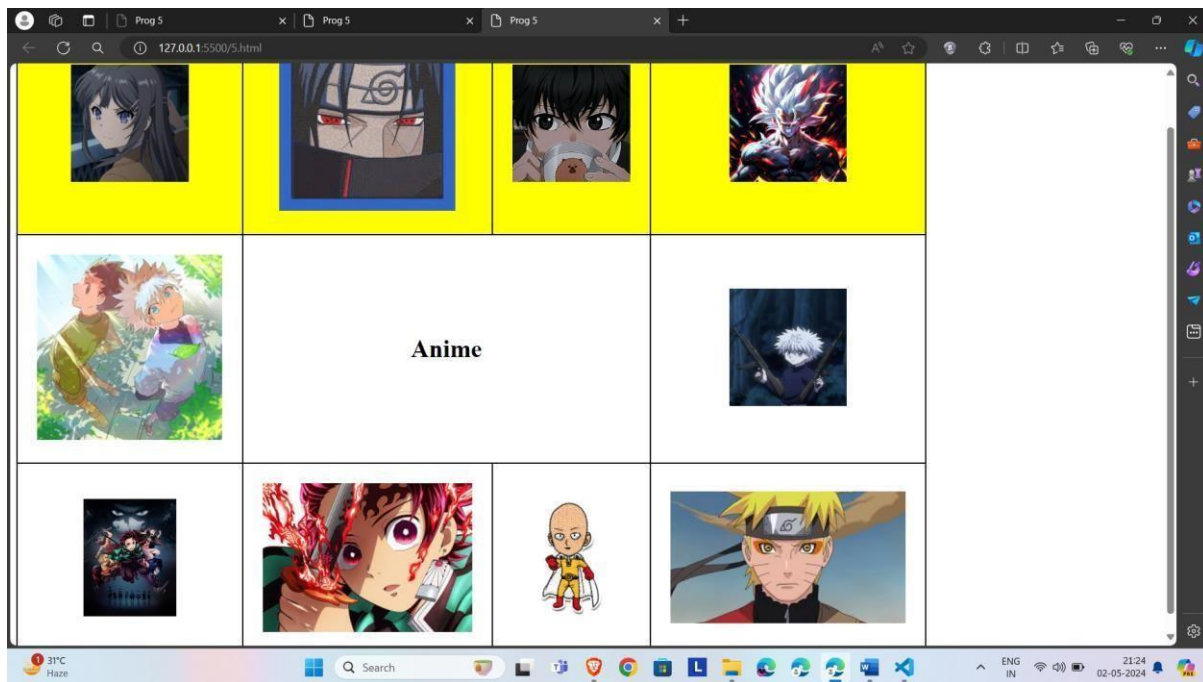 Prog 5
Prog 5
Prog 5
127.0.0.1:5500/5.html
Anime
1
31°C
Haze
Search
L
ENG
IN
21:24
02-05-2024